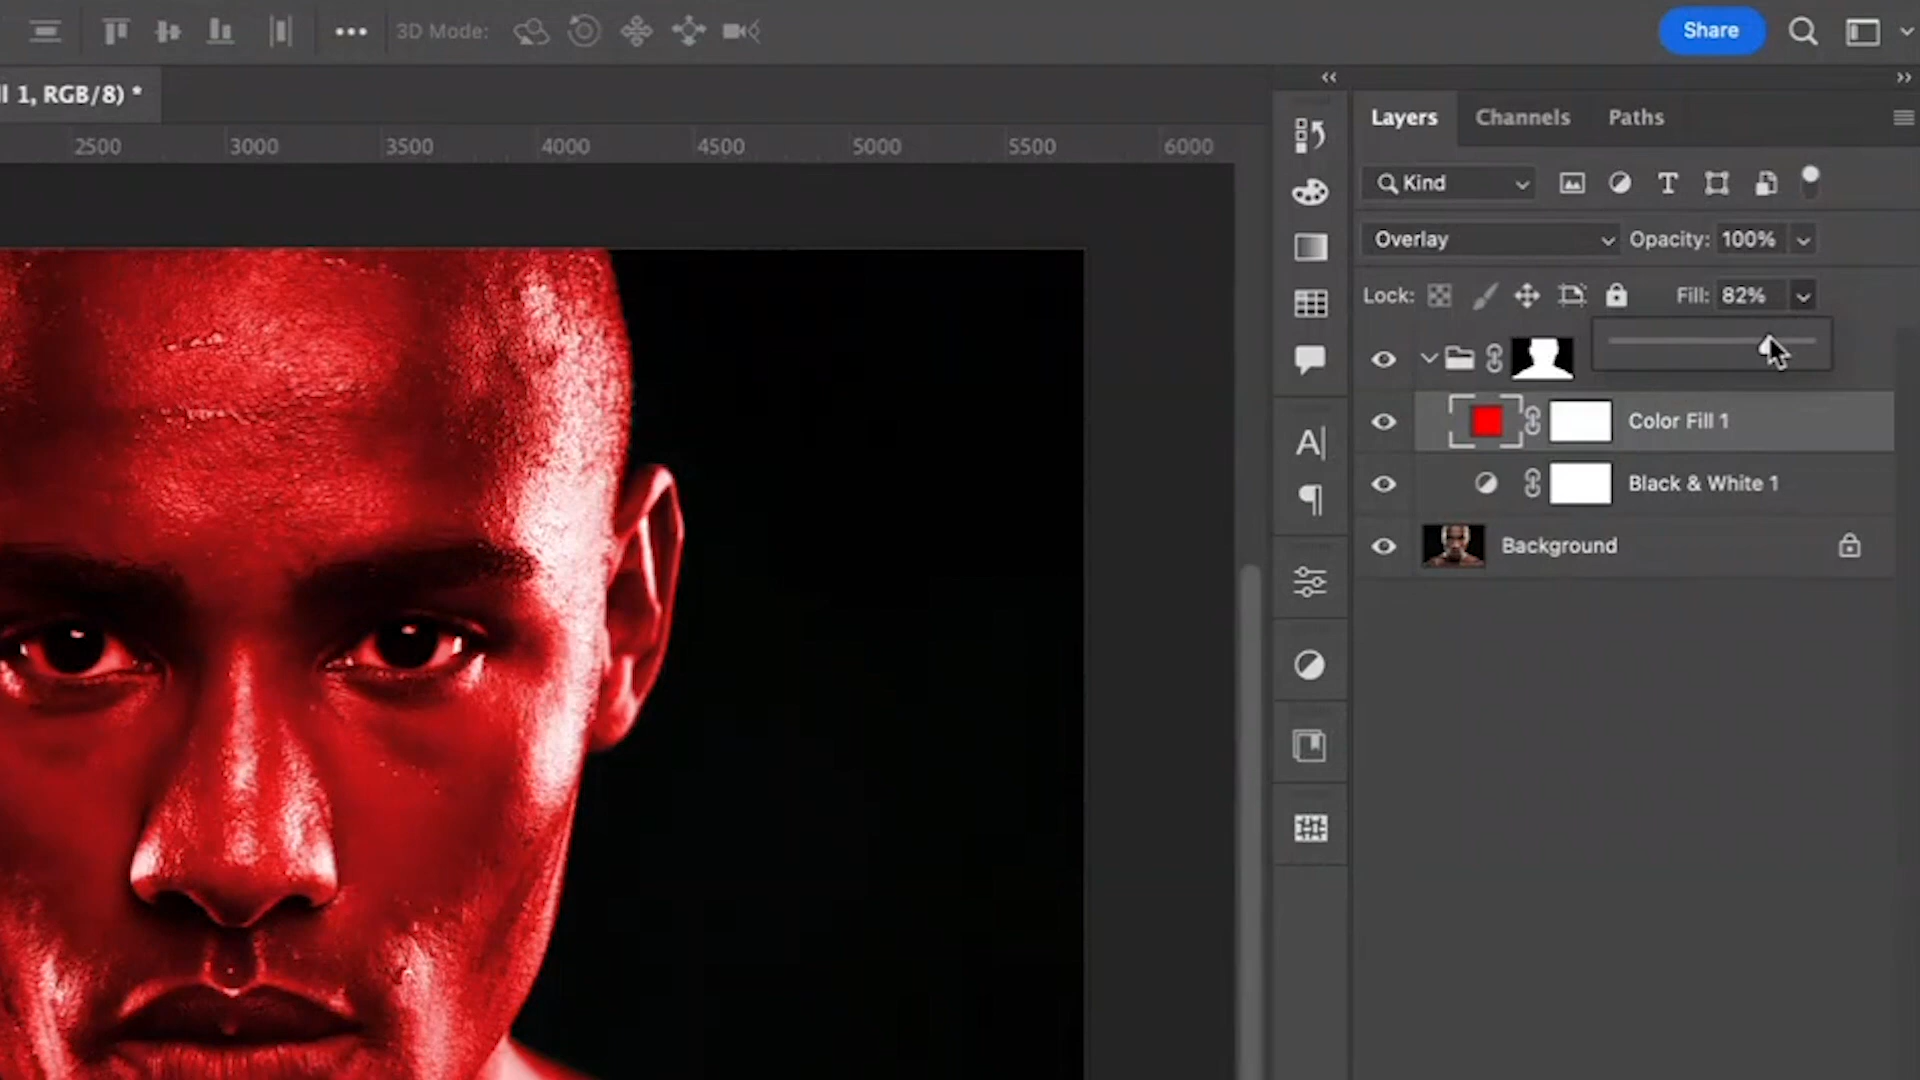 3D Mode:
Share
ll 1, RGB/8) *
2500 3000 3500 4000 4500 5000 5500 6000
Layers Channels Paths
Kind
Overlay Opacity: 100%
Lock: Fill: 82%
Color Fill 1
Black & White 1
Background